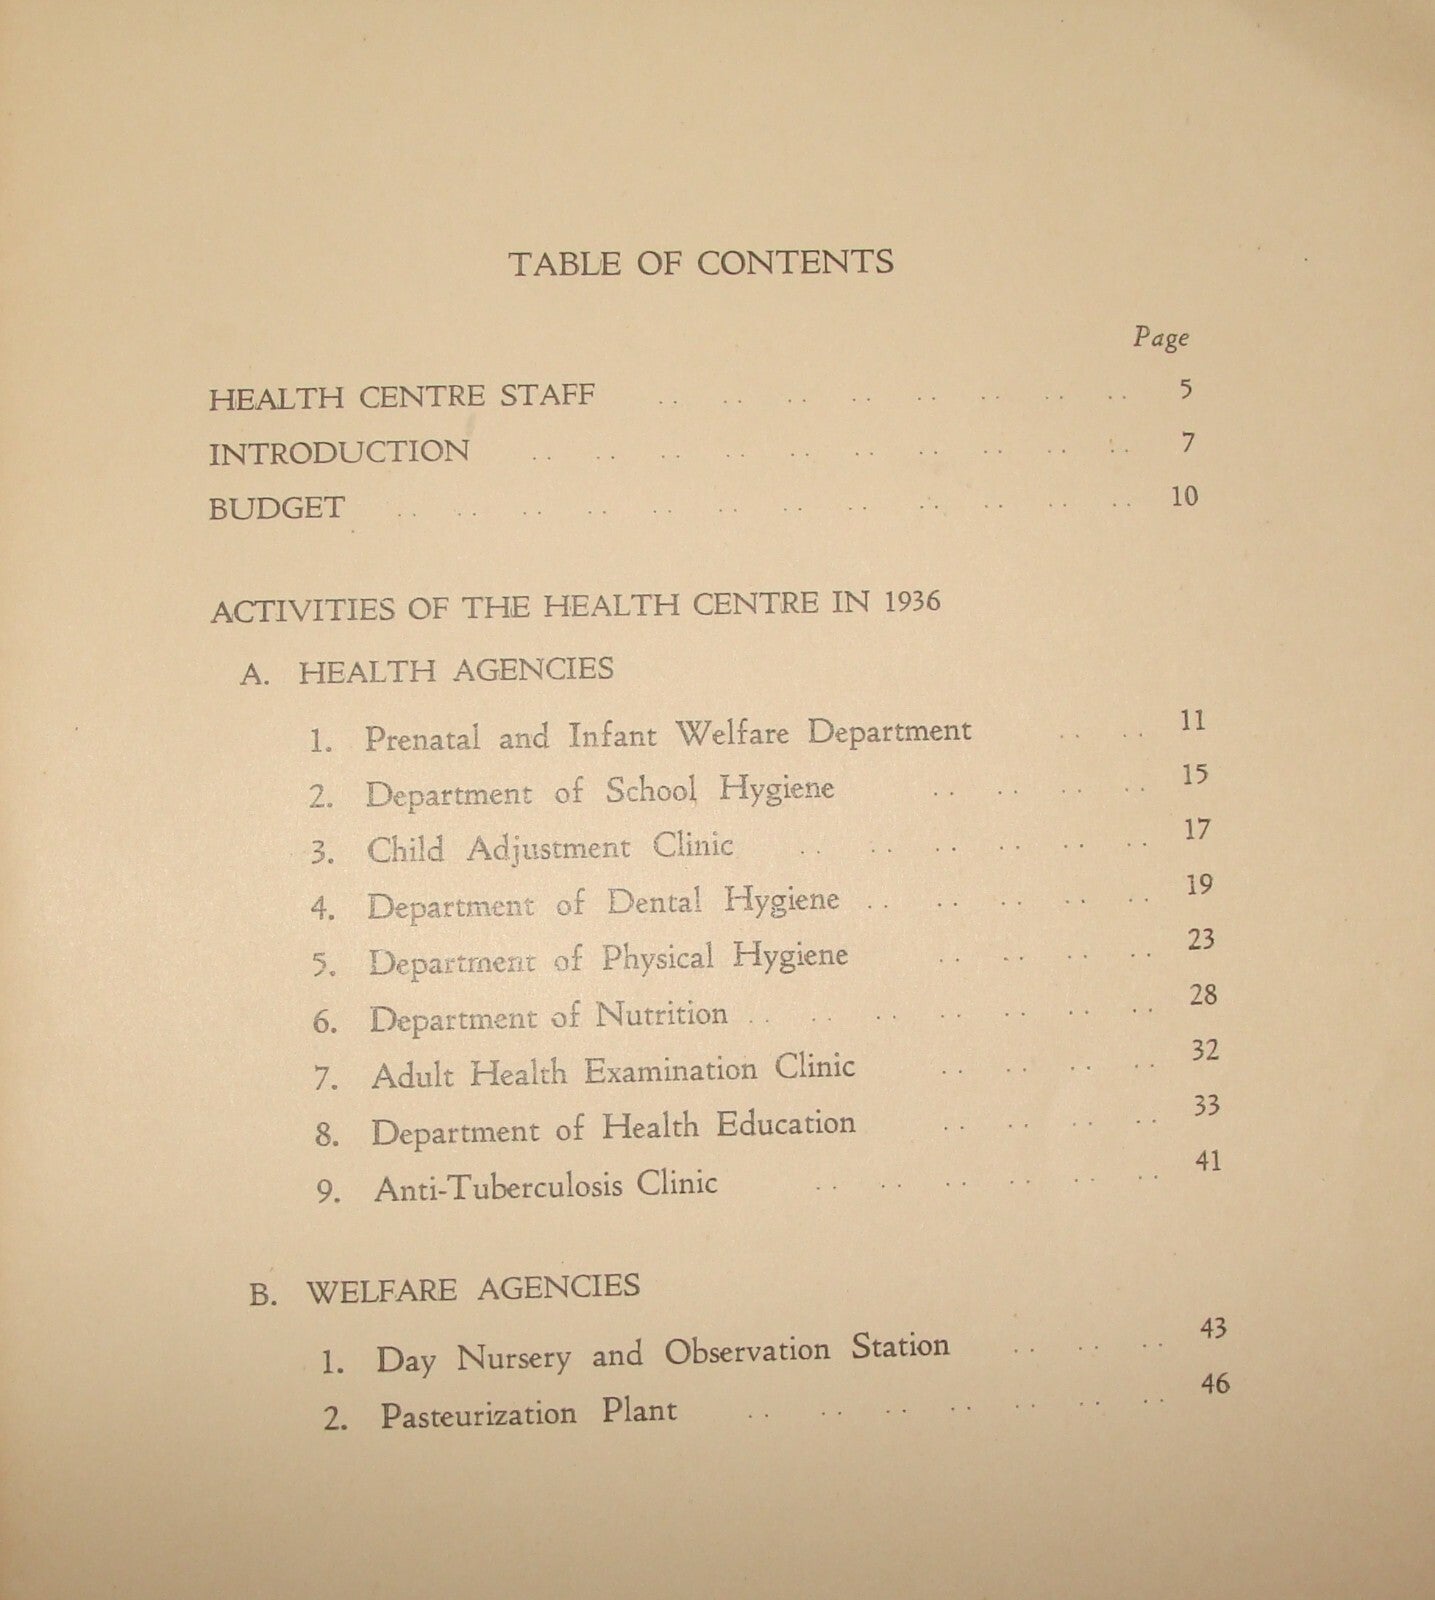 TABLE OF CONTENTS
Page
HEALTH CENTRE STAFF .. .. .. .. .. .. .. .. 5
INTRODUCTION .. .. .. .. .. .. .. .. .. .. 7
BUDGET .. .. .. .. .. .. .. .. .. .. .. .. 10
ACTIVITIES OF THE HEALTH CENTRE IN 1936
A. HEALTH AGENCIES
1. Prenatal and Infant Welfare Department .. .. 11
2. Department of School Hygiene .. .. .. .. 15
3. Child Adjustment Clinic .. .. .. .. .. .. 17
4. Department of Dental Hygiene .. .. .. .. .. 19
5. Department of Physical Hygiene .. .. .. .. 23
6. Department of Nutrition .. .. .. .. .. .. .. 28
7. Adult Health Examination Clinic .. .. .. .. 32
8. Department of Health Education .. .. .. .. 33
9. Anti-Tuberculosis Clinic .. .. .. .. .. .. 41
B. WELFARE AGENCIES
1. Day Nursery and Observation Station .. .. .. 43
2. Pasteurization Plant .. .. .. .. .. .. .. 46